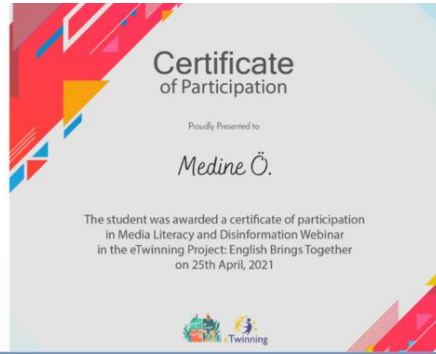 Certificate
of Participation
Proudly Presented to
Medine Ö.
The student was awarded a certificate of participation
in Media Literacy and Disinformation Webinar
in the eTwinning Project: English Brings Together
on 25th April, 2021
eTwinning